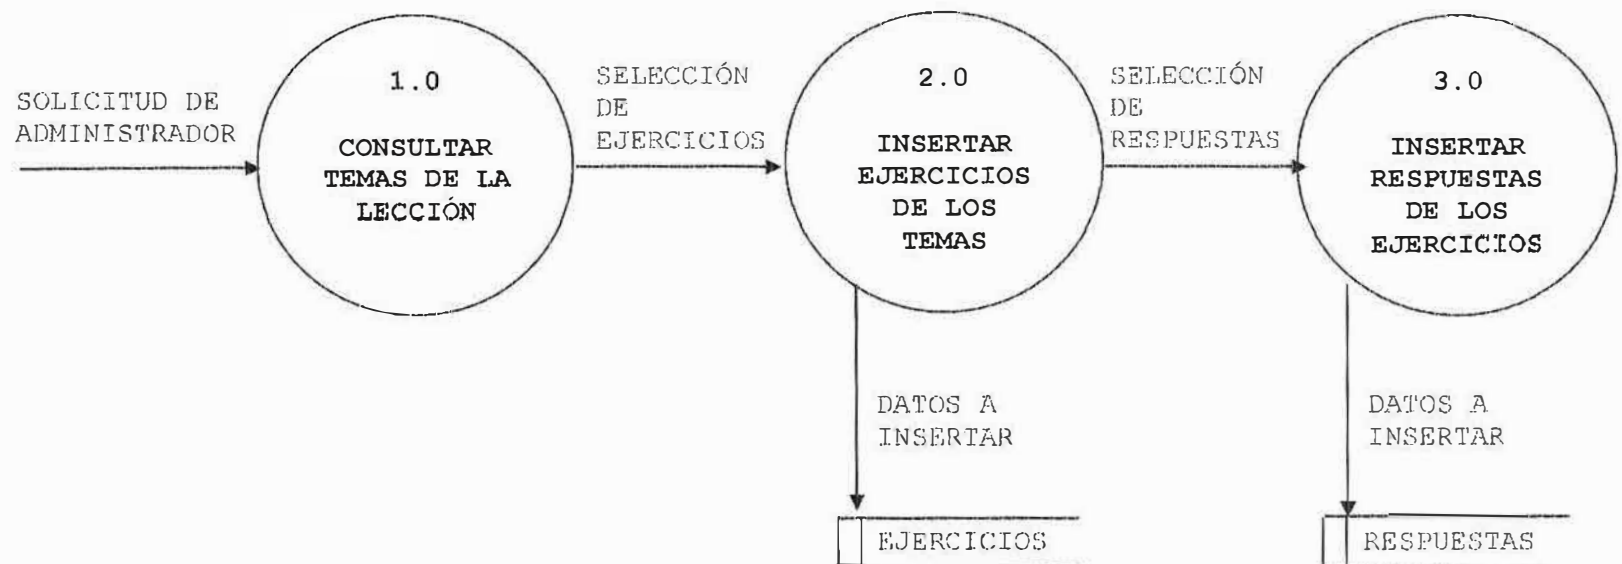 SOLICITUD DE
ADMINISTRADOR
1.0
CONSULTAR
TEMAS DE LA
LECCIÓN
SELECCIÓN
DE
EJERCICIOS
2.0
INSERTAR
EJERCICIOS
DE LOS
TEMAS
SELECCIÓN
DE
RESPUESTAS
3.0
INSERTAR
RESPUESTAS
DE LOS
EJERCICIOS
DATOS A
INSERTAR
DATOS A
INSERTAR
EJERCICIOS
RESPUESTAS